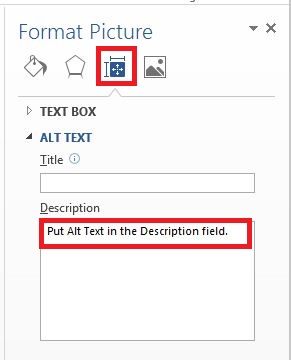 Format Picture
TEXT BOX
ALT TEXT
Title
Description
Put Alt Text in the Description field.